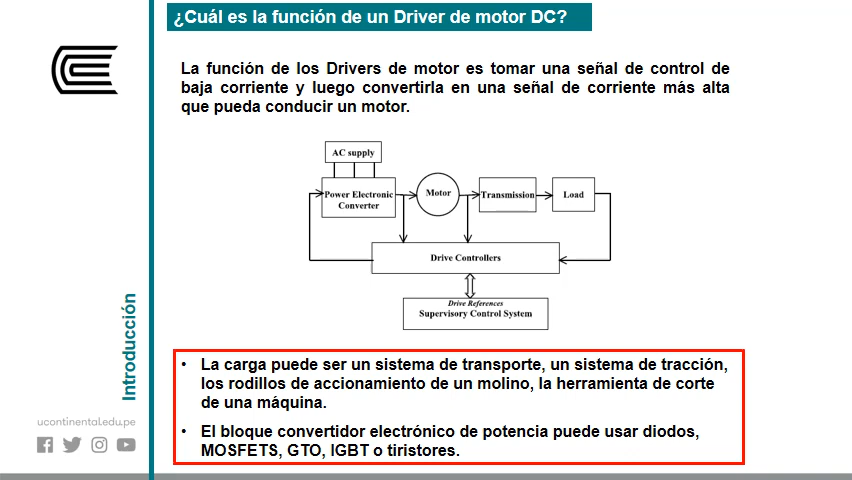 ¿Cuál es la función de un Driver de motor DC?
La función de los Drivers de motor es tomar una señal de control de
baja corriente y luego convertirla en una señal de corriente más alta
que pueda conducir un motor.
AC supply
Power Electronic
Converter
Motor
Transmission
Load
Drive Controllers
Drive References
Supervisory Control System
Introducción
• La carga puede ser un sistema de transporte, un sistema de tracción,
los rodillos de accionamiento de un molino, la herramienta de corte
de una máquina.
• El bloque convertidor electrónico de potencia puede usar diodos,
MOSFETS, GTO, IGBT o tiristores.
ucontinental.edu.pe